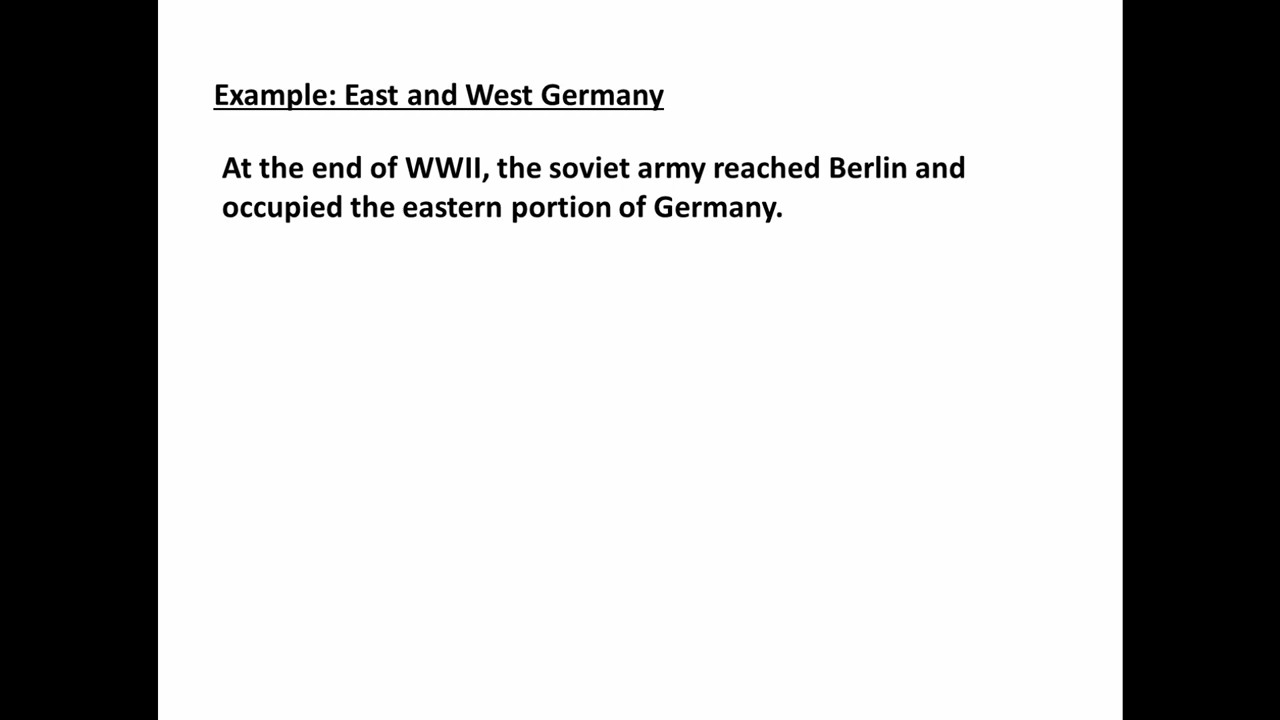 Example: East and West Germany
At the end of WWII, the soviet army reached Berlin and
occupied the eastern portion of Germany.